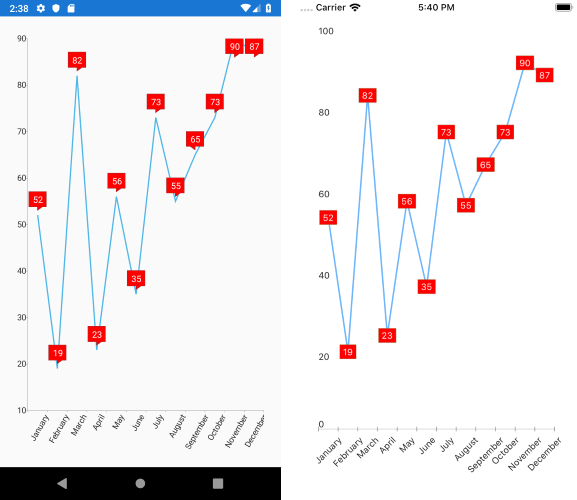 2:38
90
80
70
60
50
40
30
20
10
52
19
82
23
56
35
73
55
65
73
90
87
January
February
March
April
May
June
July
August
September
October
November
December
Carrier
5:40 PM
100
80
60
40
20
0
52
19
82
23
56
35
73
55
65
73
90
87
January
February
March
April
May
June
July
August
September
October
November
December